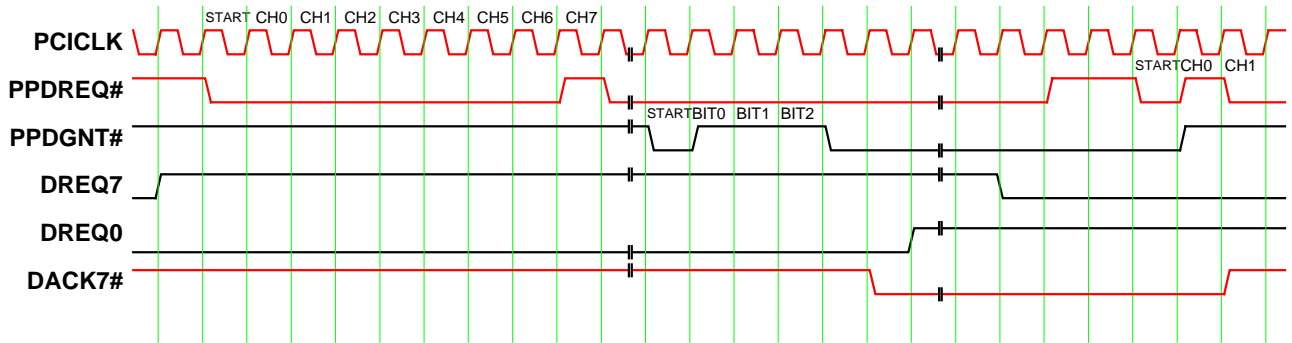 START CH0 CH1 CH2 CH3 CH4 CH5 CH6 CH7
PCICLK
START CH0 CH1
PPDREQ#
START BIT0 BIT1 BIT2
PPDGNT#
DREQ7
DREQ0
DACK7#